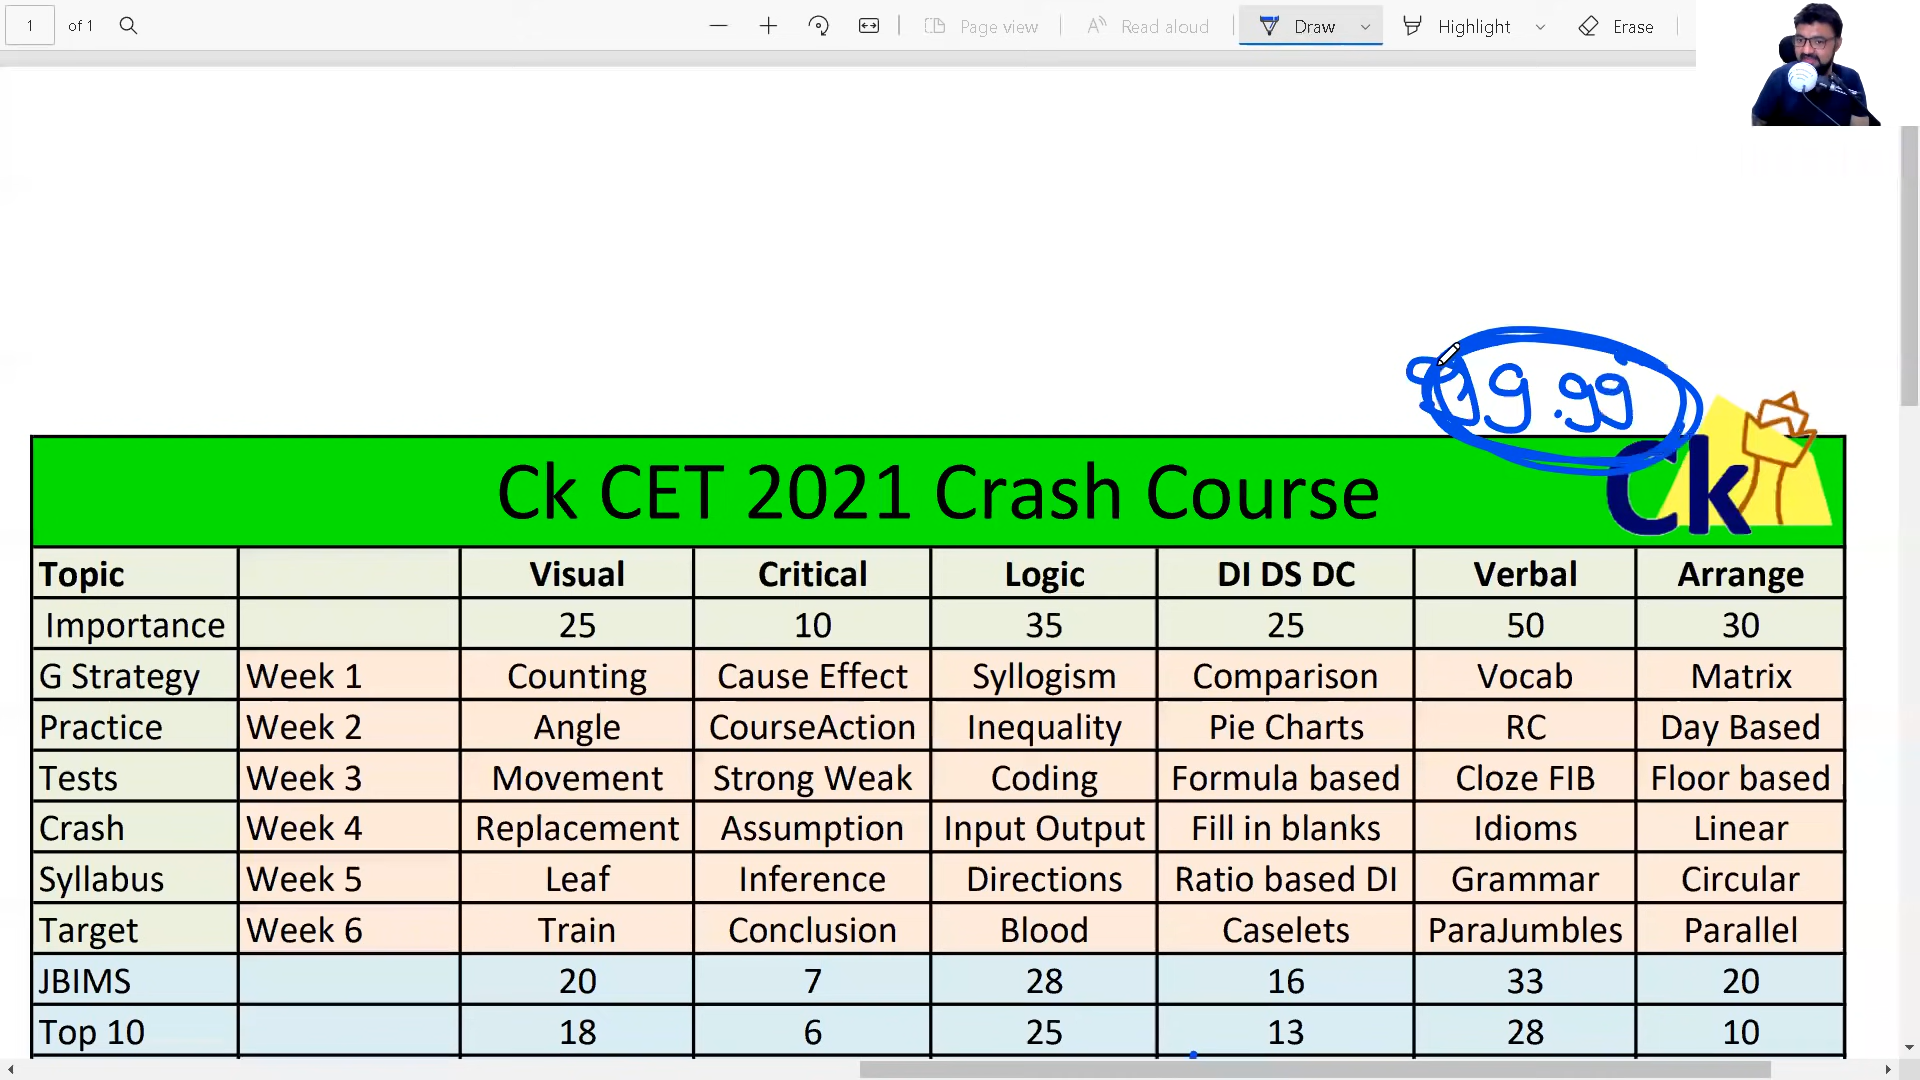 1 of 1 Page view Read aloud Draw Highlight Erase
99.99
Ck CET 2021 Crash Course Ck
Topic Visual Critical Logic DI DS DC Verbal Arrange
Importance 25 10 35 25 50 30
G Strategy Week 1 Counting Cause Effect Syllogism Comparison Vocab Matrix
Practice Week 2 Angle CourseAction Inequality Pie Charts RC Day Based
Tests Week 3 Movement Strong Weak Coding Formula based Cloze FIB Floor based
Crash Week 4 Replacement Assumption Input Output Fill in blanks Idioms Linear
Syllabus Week 5 Leaf Inference Directions Ratio based DI Grammar Circular
Target Week 6 Train Conclusion Blood Caselets ParaJumbles Parallel
JBIMS 20 7 28 16 33 20
Top 10 18 6 25 13 28 10